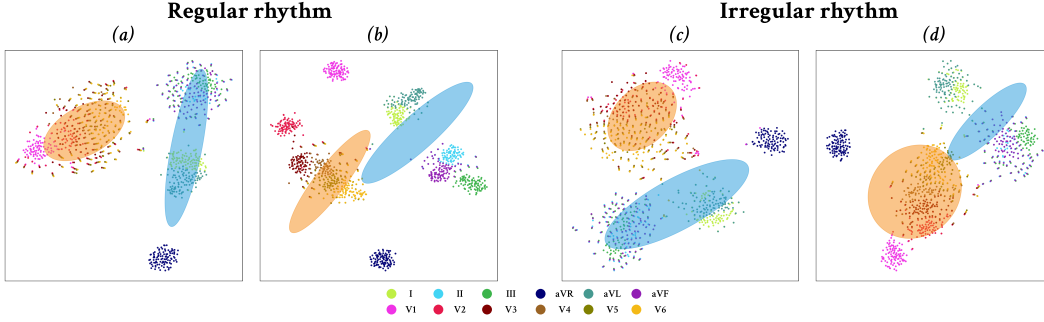 Regular rhythm Irregular rhythm
(a) (b) (c) (d)
I II III aVR aVL aVF
V1 V2 V3 V4 V5 V6